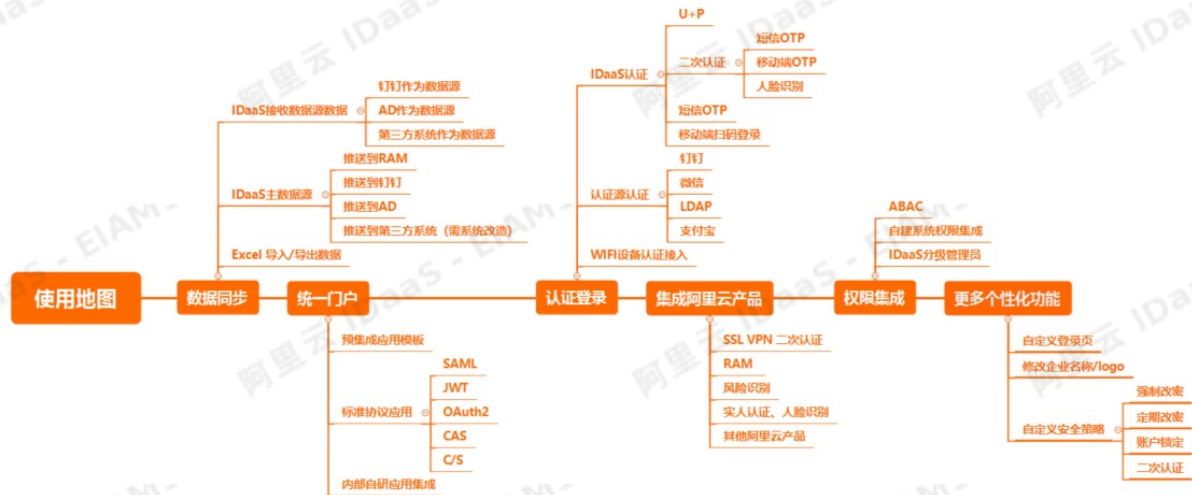 使用地图
数据同步
IDaaS接收数据源数据
钉钉作为数据源
AD作为数据源
第三方系统作为数据源
IDaaS主数据源
推送到RAM
推送到钉钉
推送到AD
推送到第三方系统（需系统改造）
Excel 导入/导出数据
统一门户
预集成应用模板
标准协议应用
SAML
JWT
OAuth2
CAS
C/S
内部自研应用集成
认证登录
IDaaS认证
U+P
二次认证
短信OTP
移动端OTP
人脸识别
短信OTP
移动端扫码登录
认证源认证
钉钉
微信
LDAP
支付宝
WIFI设备认证接入
集成阿里云产品
SSL VPN 二次认证
RAM
风险识别
实人认证、人脸识别
其他阿里云产品
权限集成
ABAC
自建系统权限集成
IDaaS分级管理员
更多个性化功能
自定义登录页
修改企业名称/logo
自定义安全策略
强制改密
定期改密
账户锁定
二次认证
阿里云 IDaaS - EIAM